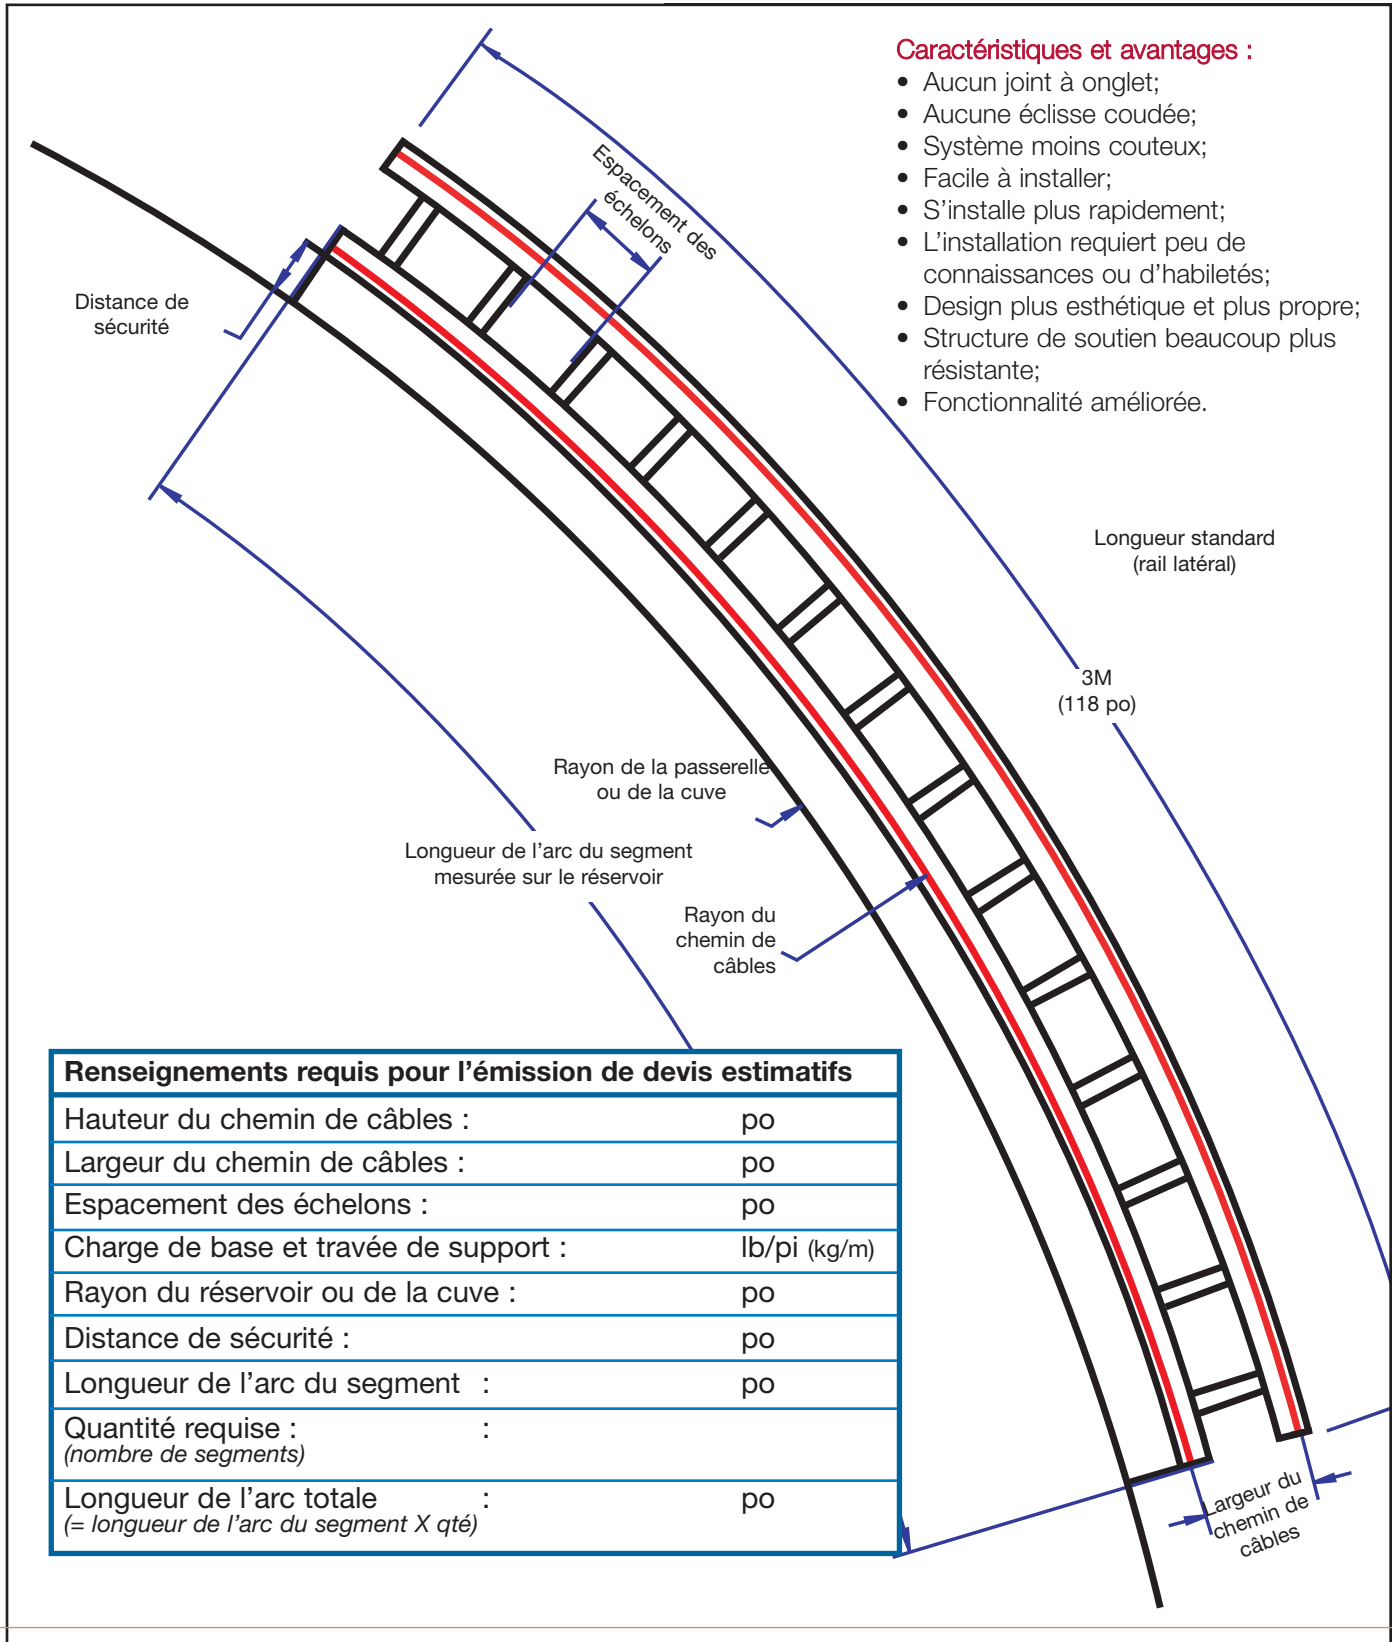 Caractéristiques et avantages :
• Aucun joint à onglet;
• Aucune éclisse coudée;
• Système moins couteux;
• Facile à installer;
• S’installe plus rapidement;
• L’installation requiert peu de
connaissances ou d’habiletés;
• Design plus esthétique et plus propre;
• Structure de soutien beaucoup plus
résistante;
• Fonctionnalité améliorée.
Espacement des
échelons
Distance de
sécurité
Longueur standard
(rail latéral)
3M
(118 po)
Rayon de la passerelle
ou de la cuve
Longueur de l’arc du segment
mesurée sur le réservoir
Rayon du
chemin de
câbles
Renseignements requis pour l’émission de devis estimatifs
Hauteur du chemin de câbles : po
Largeur du chemin de câbles : po
Espacement des échelons : po
Charge de base et travée de support : lb/pi (kg/m)
Rayon du réservoir ou de la cuve : po
Distance de sécurité : po
Longueur de l’arc du segment : po
Quantité requise : :
(nombre de segments)
Longueur de l’arc totale : po
(= longueur de l’arc du segment X qté)
Largeur du
chemin de
câbles